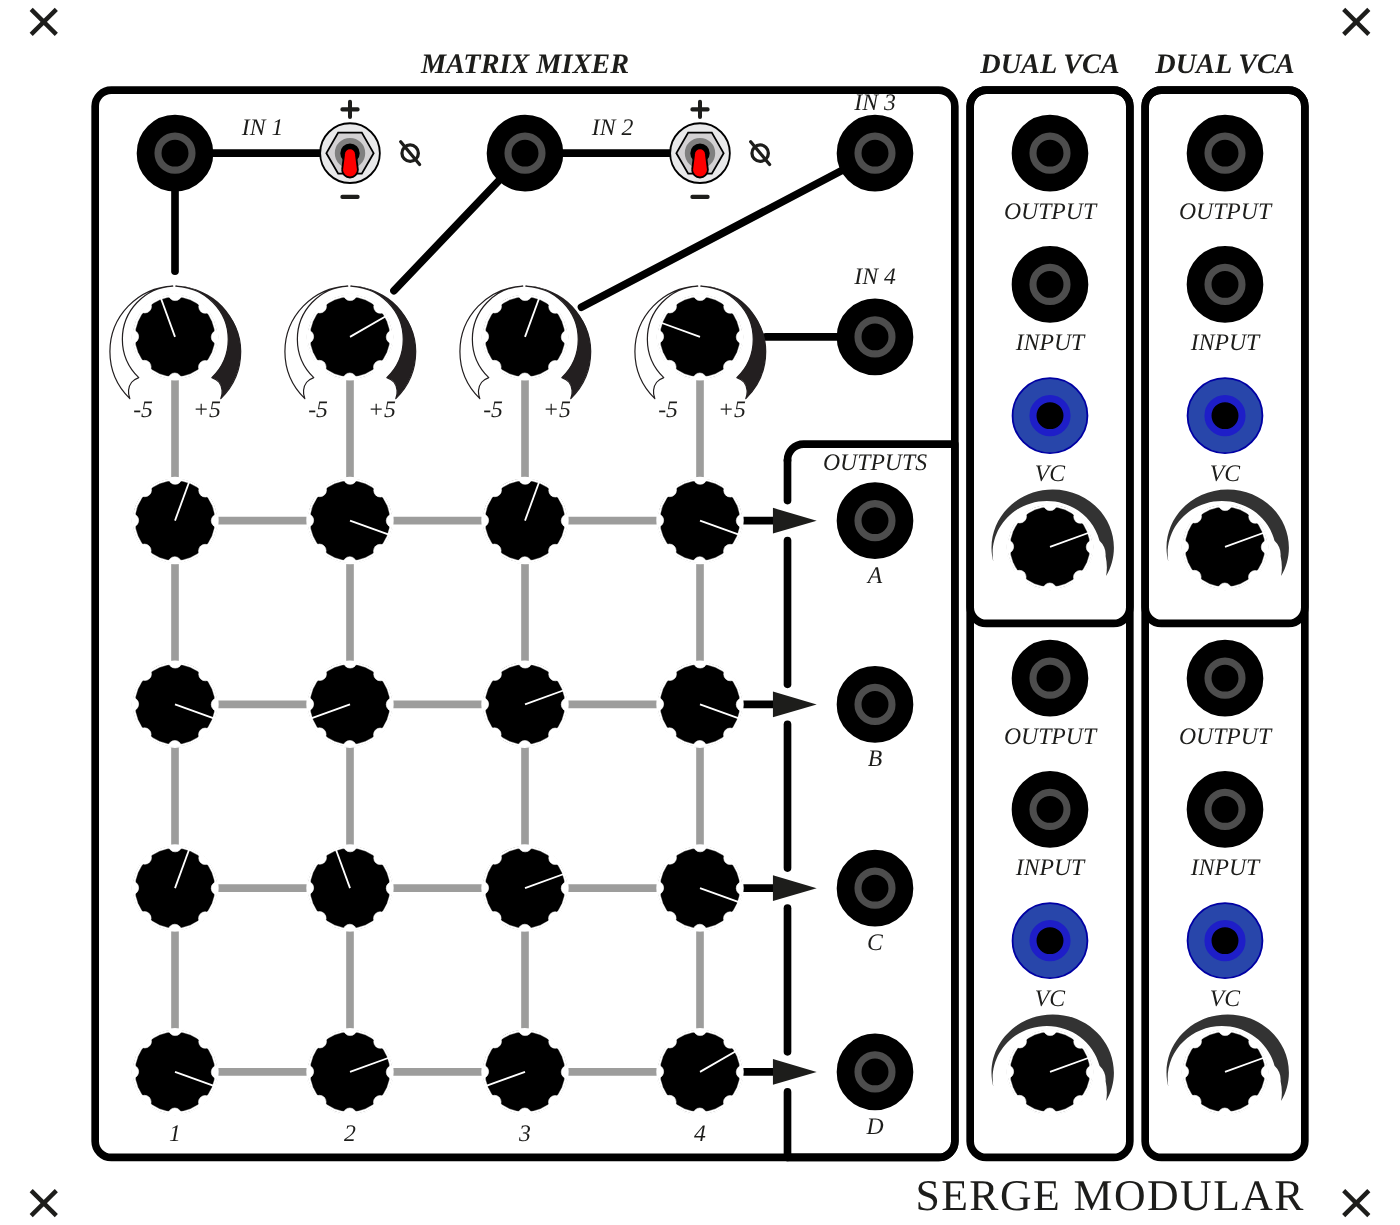 MATRIX MIXER
DUAL VCA
DUAL VCA
IN 1
+
Ø
−
IN 2
+
Ø
−
IN 3
IN 4
-5 +5
-5 +5
-5 +5
-5 +5
OUTPUTS
A
B
C
D
1 2 3 4
OUTPUT
INPUT
VC
OUTPUT
INPUT
VC
OUTPUT
INPUT
VC
OUTPUT
INPUT
VC
SERGE MODULAR